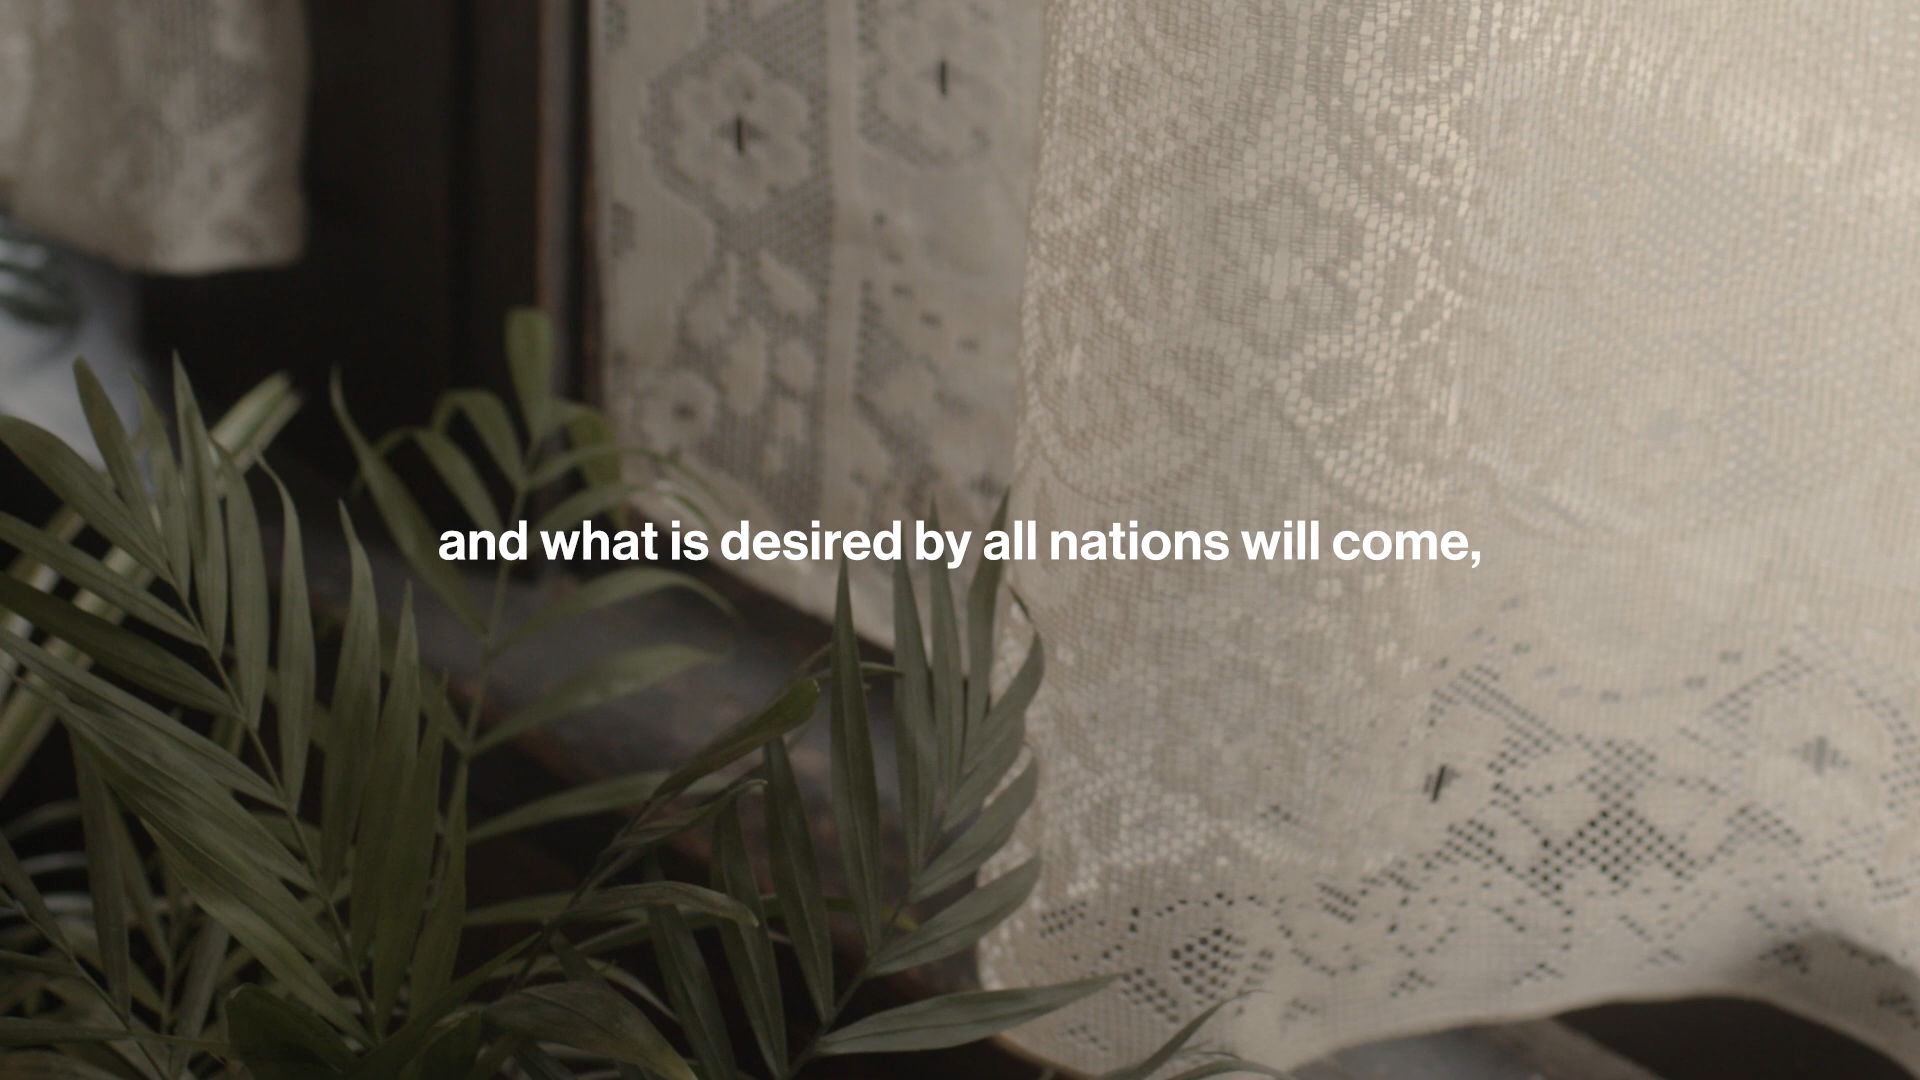 and what is desired by all nations will come,